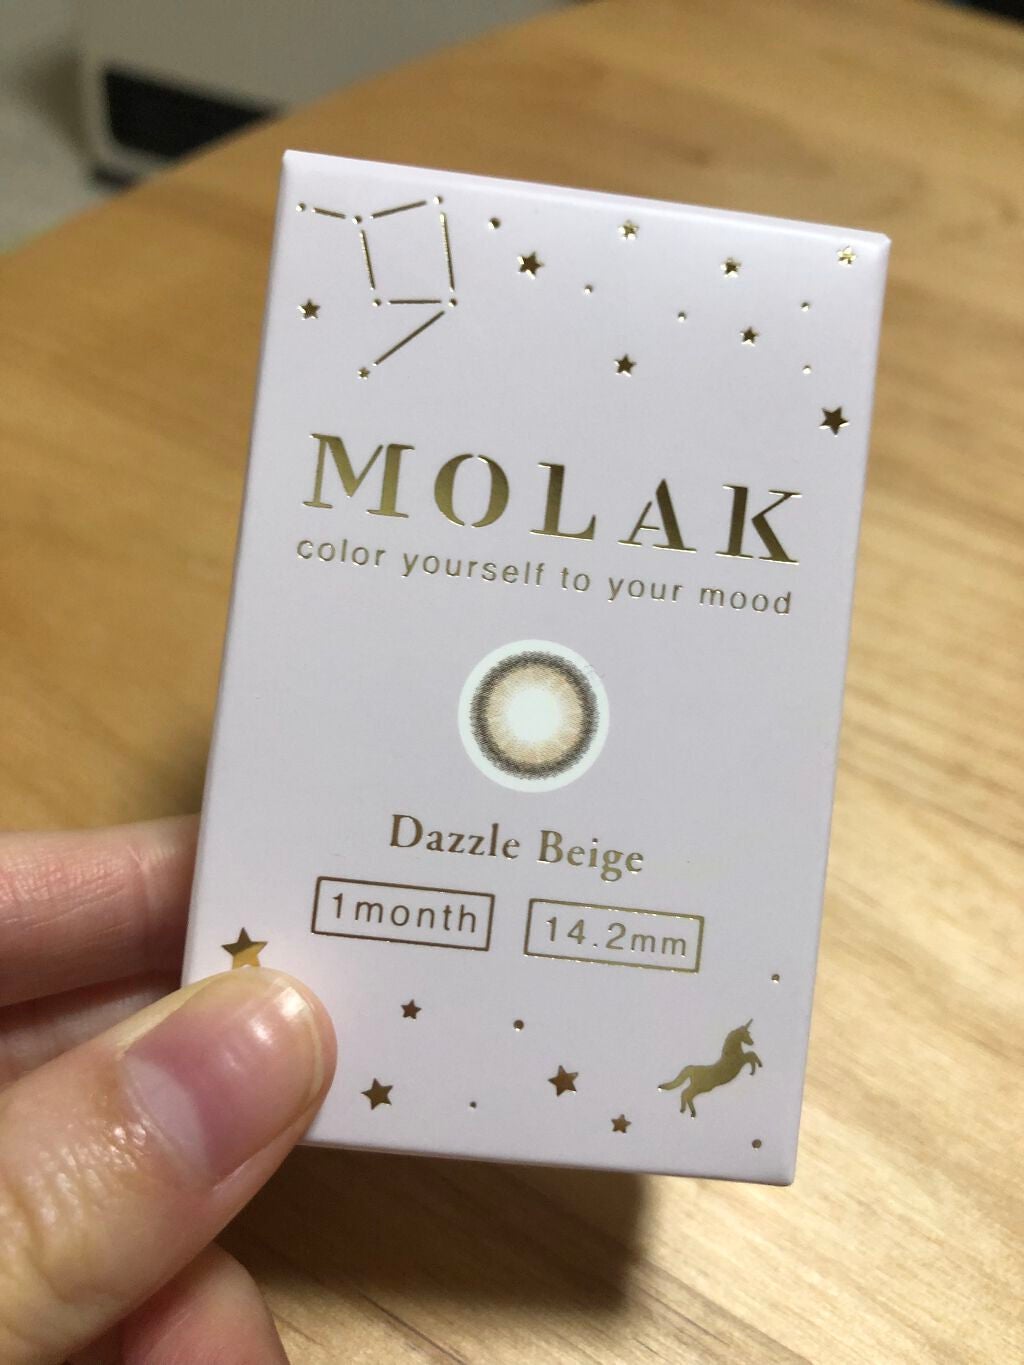 MOLAK
color yourself to your mood
Dazzle Beige
1month
14.2mm